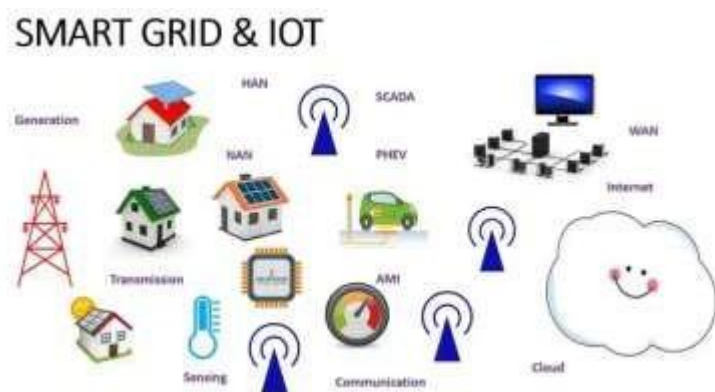 SMART GRID & IOT
HAN
SCADA
Generation
WAN
NAN
PHEV
Internet
Transmission
AMI
Sensing
Communication
Cloud